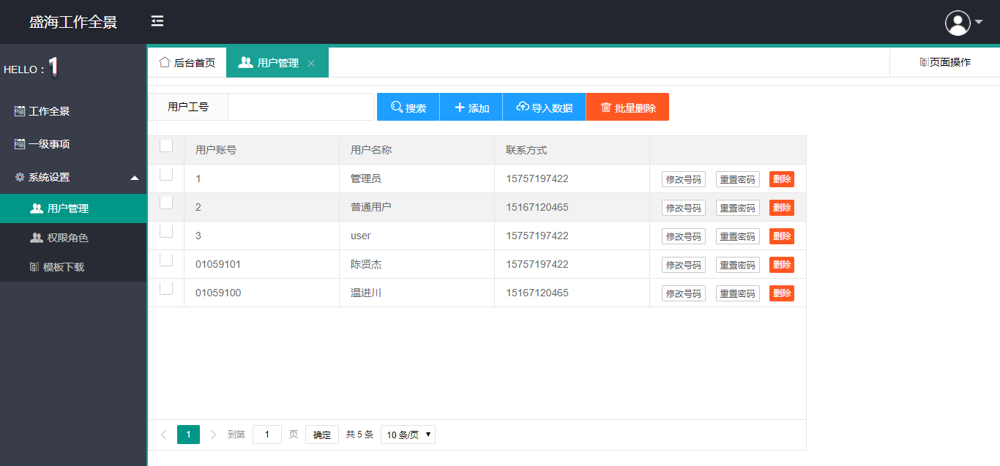 盛海工作全景
HELLO：1
工作全景
一级事项
系统设置
用户管理
权限角色
模板下载
后台首页 用户管理 页面操作
用户工号 搜索 添加 导入数据 批量删除
用户账号 用户名称 联系方式
1 管理员 15757197422 修改号码 重置密码 删除
2 普通用户 15167120465 修改号码 重置密码 删除
3 user 15757197422 修改号码 重置密码 删除
01059101 陈贤杰 15757197422 修改号码 重置密码 删除
01059100 温进川 15167120465 修改号码 重置密码 删除
1 到第 1 页 确定 共 5 条 10 条/页